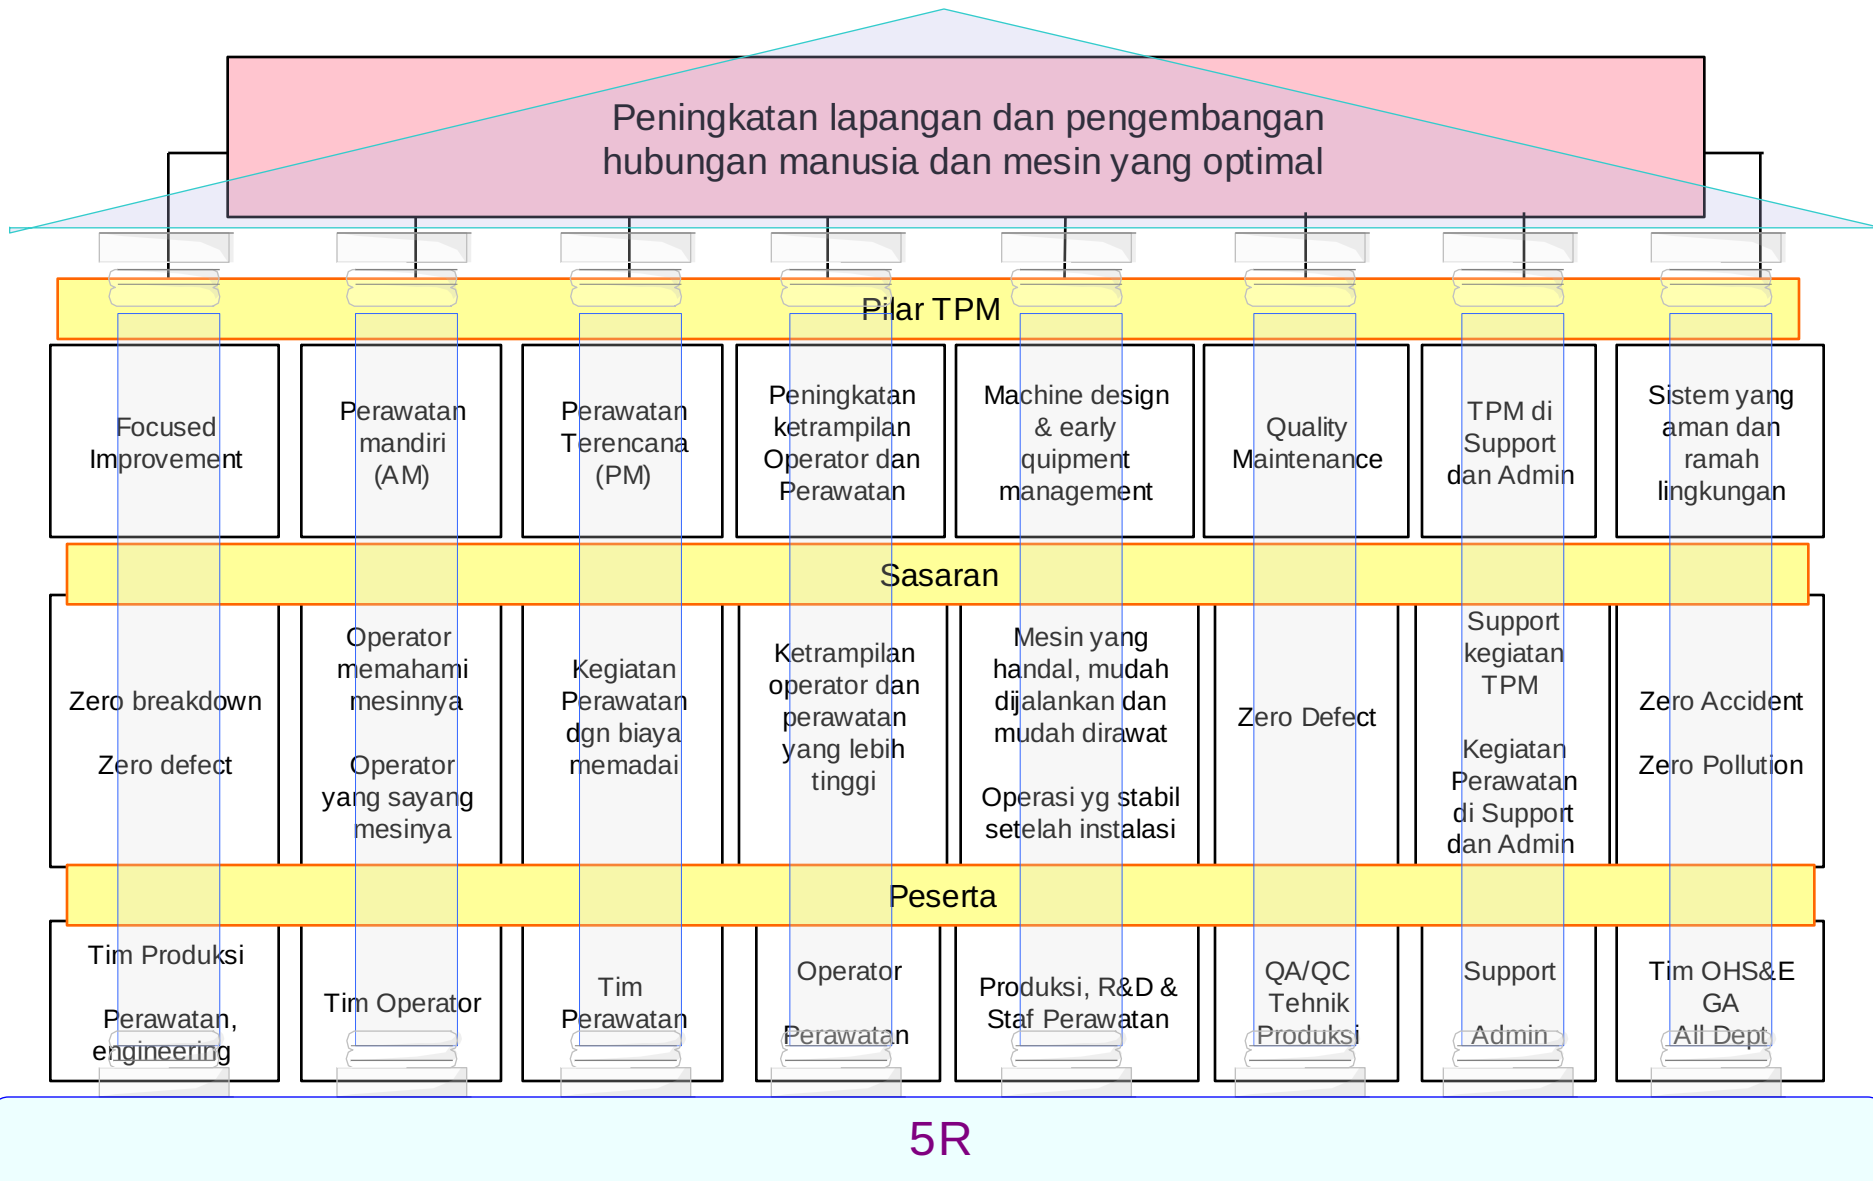 Peningkatan lapangan dan pengembangan
hubungan manusia dan mesin yang optimal
Pilar TPM
Focused
Improvement
Perawatan
mandiri
(AM)
Perawatan
Terencana
(PM)
Peningkatan
ketrampilan
Operator dan
Perawatan
Machine design
& early
quipment
management
Quality
Maintenance
TPM di
Support
dan Admin
Sistem yang
aman dan
ramah
lingkungan
Sasaran
Zero breakdown
Zero defect
Operator
memahami
mesinnya
Operator
yang sayang
mesinya
Kegiatan
Perawatan
dgn biaya
memadai
Ketrampilan
operator dan
perawatan
yang lebih
tinggi
Mesin yang
handal, mudah
dijalankan dan
mudah dirawat
Operasi yg stabil
setelah instalasi
Zero Defect
Support
kegiatan
TPM
Kegiatan
Perawatan
di Support
dan Admin
Zero Accident
Zero Pollution
Peserta
Tim Produksi
Perawatan,
engineering
Tim Operator
Tim
Perawatan
Operator
Perawatan
Produksi, R&D &
Staf Perawatan
QA/QC
Tehnik
Produksi
Support
Admin
Tim OHS&E
GA
All Dept
5R